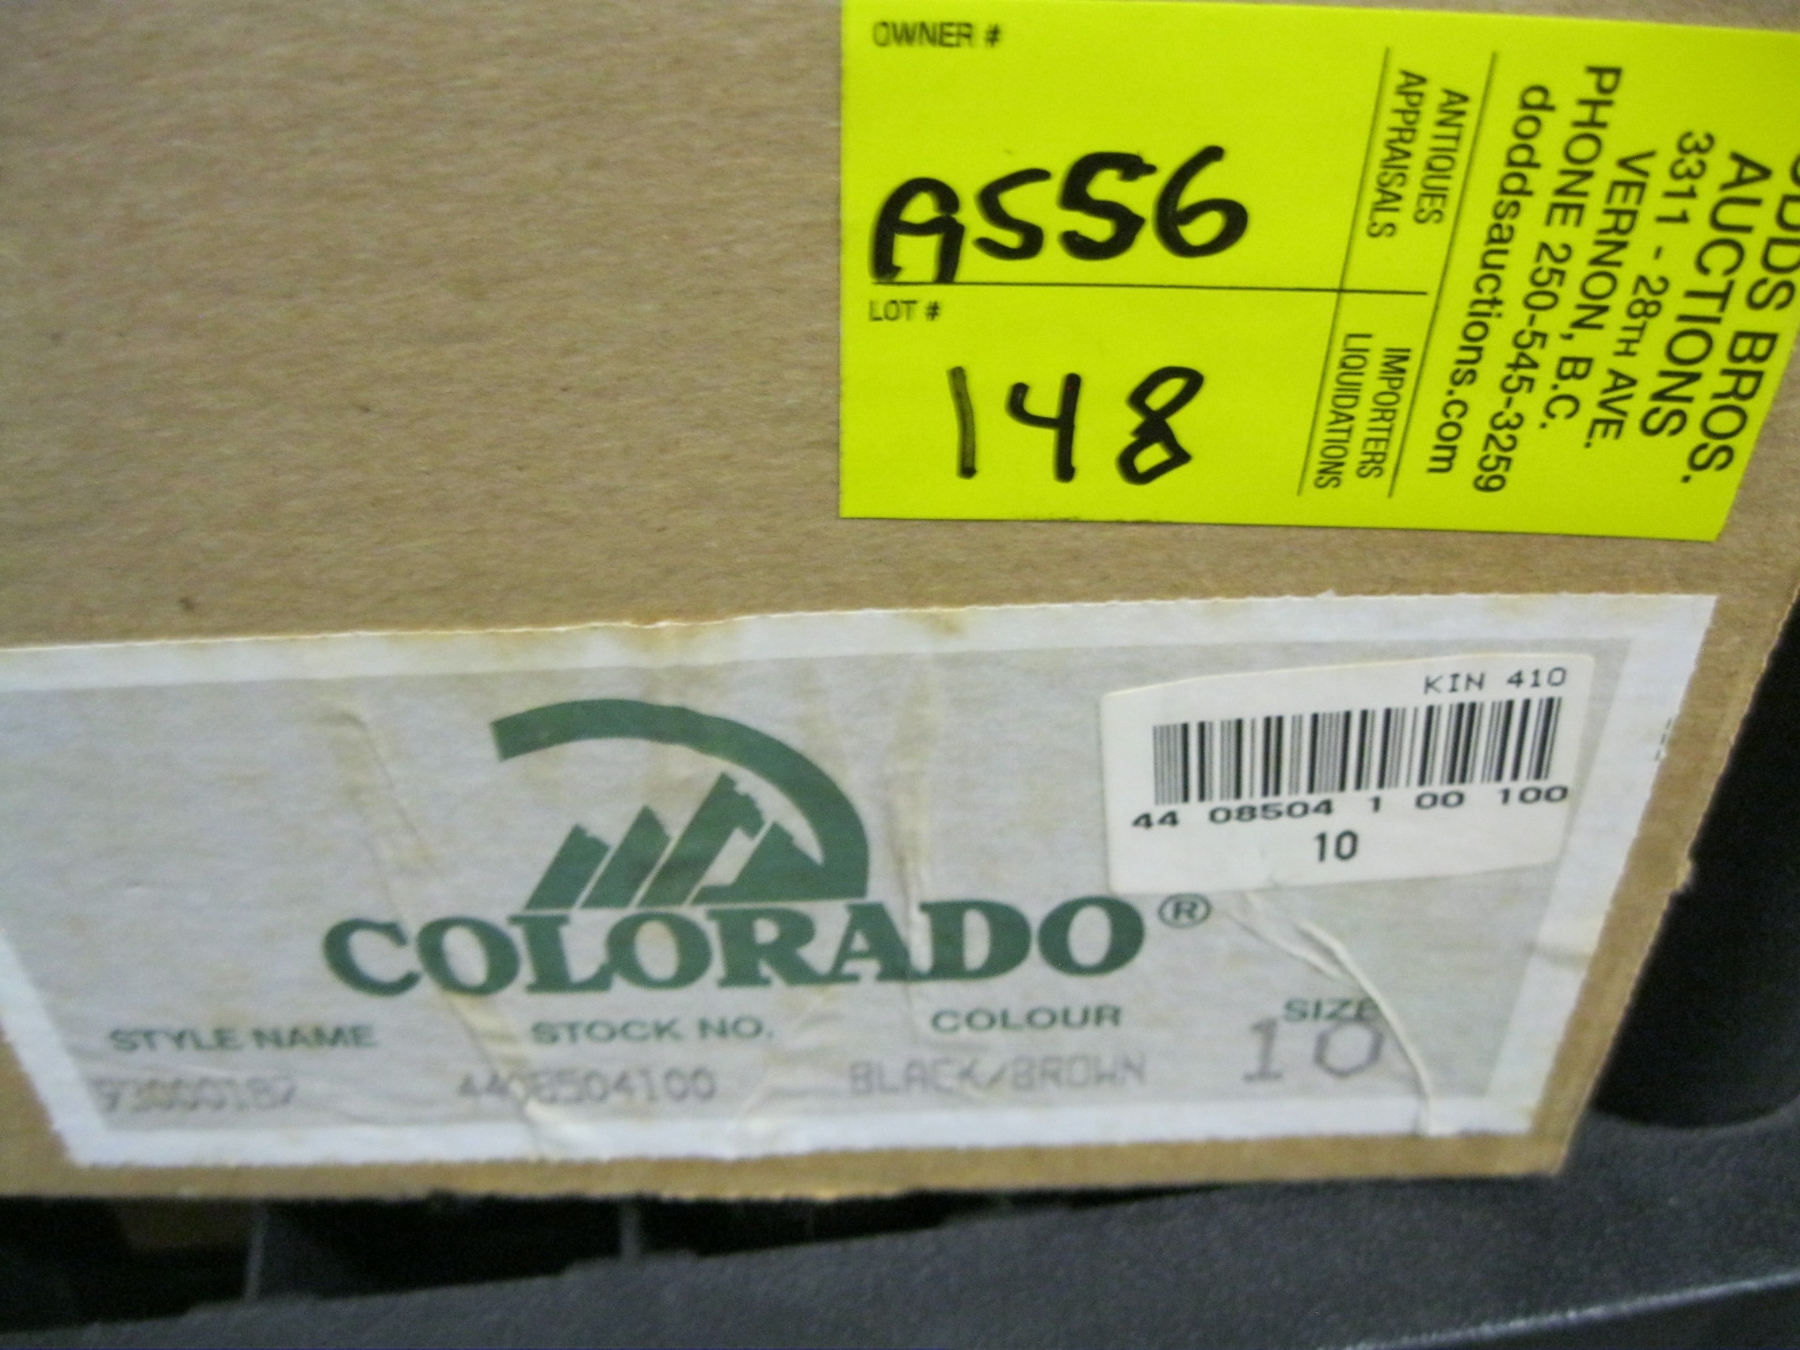 OWNER #
A556
LOT #
148
BROS.
AUCTIONS
3311 - 28TH AVE.
VERNON, B.C.
PHONE 250-545-3259
doddsauctions.com
ANTIQUES
APPRAISALS
IMPORTERS
LIQUIDATIONS
KIN 410
44 08504 1 00 100
10
COLORADO®
STYLE NAME STOCK NO. COLOUR SIZE
93000187 4408504100 BLACK/BROWN 10